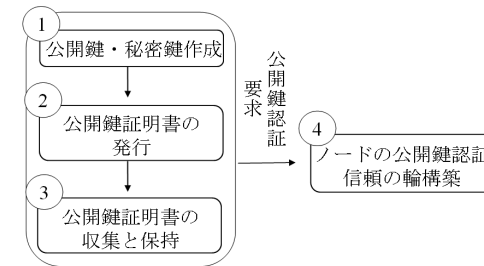 1
公開鍵・秘密鍵作成
2
公開鍵証明書の
発行
3
公開鍵証明書の
収集と保持
公開鍵認証
要求
4
ノードの公開鍵認証
信頼の輪構築